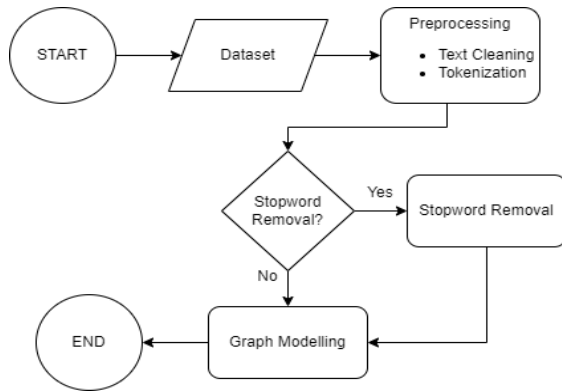 START
Dataset
Preprocessing
• Text Cleaning
• Tokenization
Stopword
Removal?
Yes
Stopword Removal
No
Graph Modelling
END